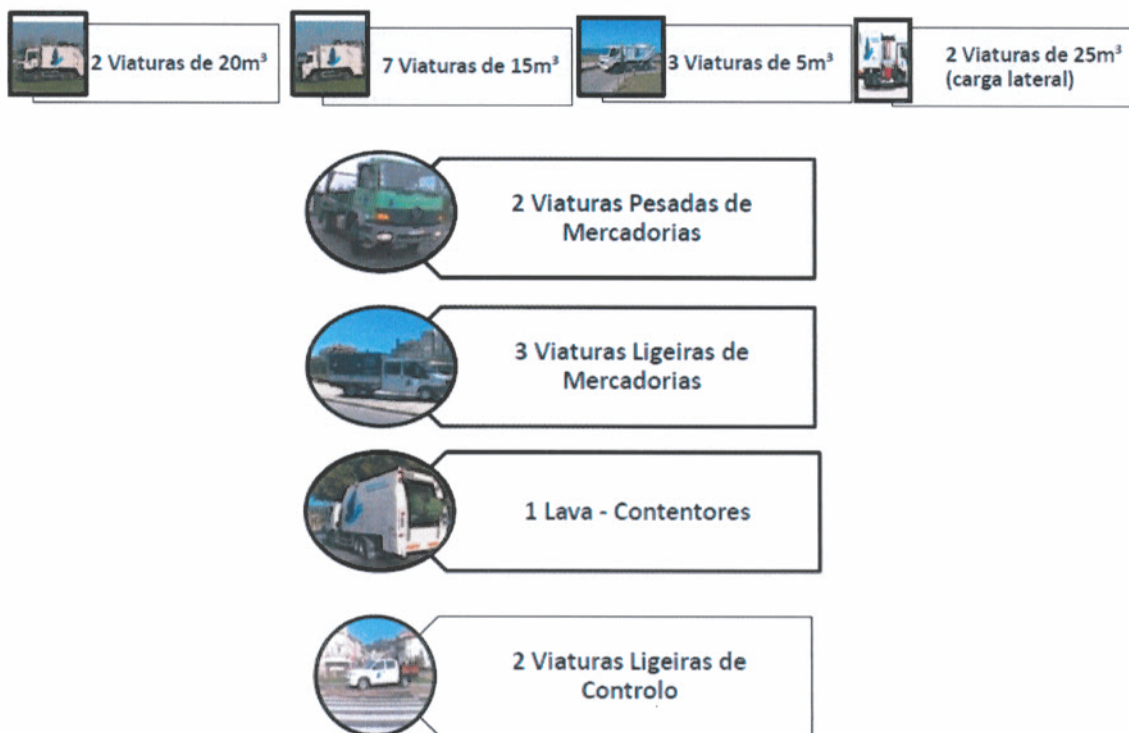 2 Viaturas de 20m³
7 Viaturas de 15m³
3 Viaturas de 5m³
2 Viaturas de 25m³
(carga lateral)
2 Viaturas Pesadas de
Mercadorias
3 Viaturas Ligeiras de
Mercadorias
1 Lava - Contentores
2 Viaturas Ligeiras de
Controlo